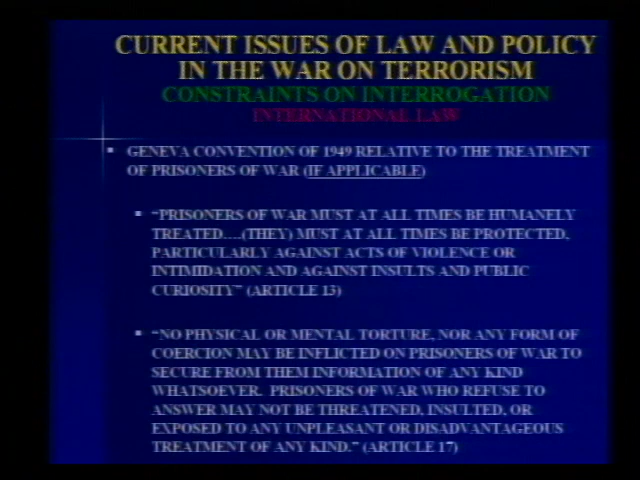 CURRENT ISSUES OF LAW AND POLICY
IN THE WAR ON TERRORISM
CONSTRAINTS ON INTERROGATION
INTERNATIONAL LAW
GENEVA CONVENTION OF 1949 RELATIVE TO THE TREATMENT
OF PRISONERS OF WAR (IF APPLICABLE)
"PRISONERS OF WAR MUST AT ALL TIMES BE HUMANELY
TREATED....(THEY) MUST AT ALL TIMES BE PROTECTED,
PARTICULARLY AGAINST ACTS OF VIOLENCE OR
INTIMIDATION AND AGAINST INSULTS AND PUBLIC
CURIOSITY" (ARTICLE 13)
"NO PHYSICAL OR MENTAL TORTURE, NOR ANY FORM OF
COERCION MAY BE INFLICTED ON PRISONERS OF WAR TO
SECURE FROM THEM INFORMATION OF ANY KIND
WHATSOEVER. PRISONERS OF WAR WHO REFUSE TO
ANSWER MAY NOT BE THREATENED, INSULTED, OR
EXPOSED TO ANY UNPLEASANT OR DISADVANTAGEOUS
TREATMENT OF ANY KIND." (ARTICLE 17)